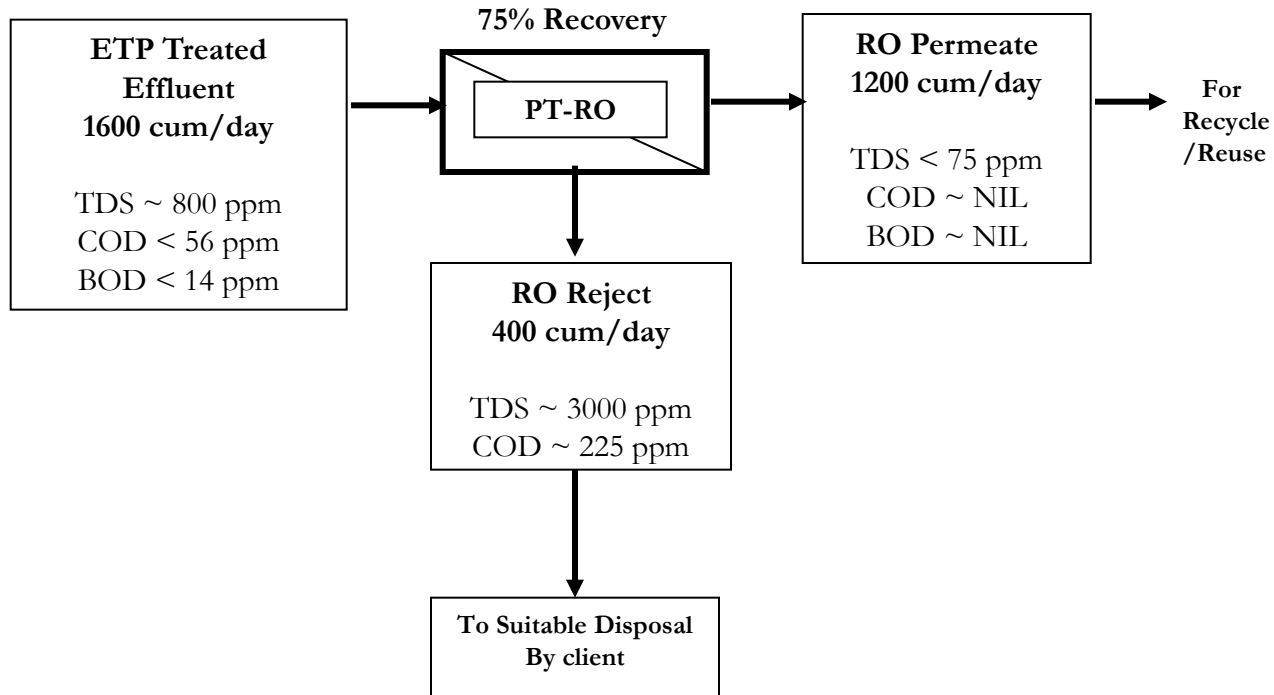 75% Recovery
ETP Treated
Effluent
1600 cum/day
TDS ~ 800 ppm
COD < 56 ppm
BOD < 14 ppm
PT-RO
RO Permeate
1200 cum/day
TDS < 75 ppm
COD ~ NIL
BOD ~ NIL
For
Recycle
/Reuse
RO Reject
400 cum/day
TDS ~ 3000 ppm
COD ~ 225 ppm
To Suitable Disposal
By client